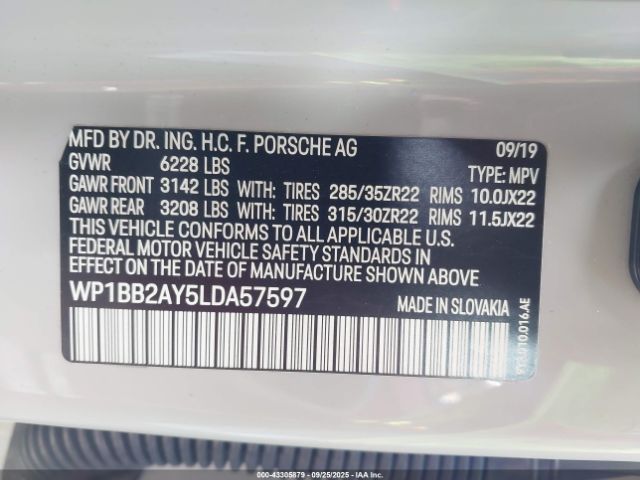 MFD BY DR. ING. H.C. F. PORSCHE AG 09/19
GVWR 6228 LBS TYPE: MPV
GAWR FRONT 3142 LBS WITH: TIRES 285/35ZR22 RIMS 10.0JX22
GAWR REAR 3208 LBS WITH: TIRES 315/30ZR22 RIMS 11.5JX22
THIS VEHICLE CONFORMS TO ALL APPLICABLE U.S.
FEDERAL MOTOR VEHICLE SAFETY STANDARDS IN
EFFECT ON THE DATE OF MANUFACTURE SHOWN ABOVE.
WP1BB2AY5LDA57597 MADE IN SLOVAKIA
000-43305879 - 09/25/2025 - IAA Inc.